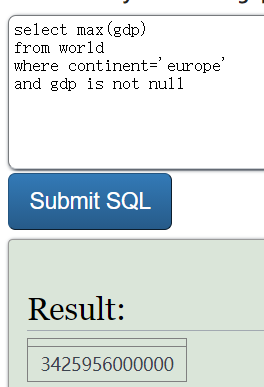 select max(gdp)
from world
where continent='europe'
and gdp is not null
Submit SQL
Result:
3425956000000